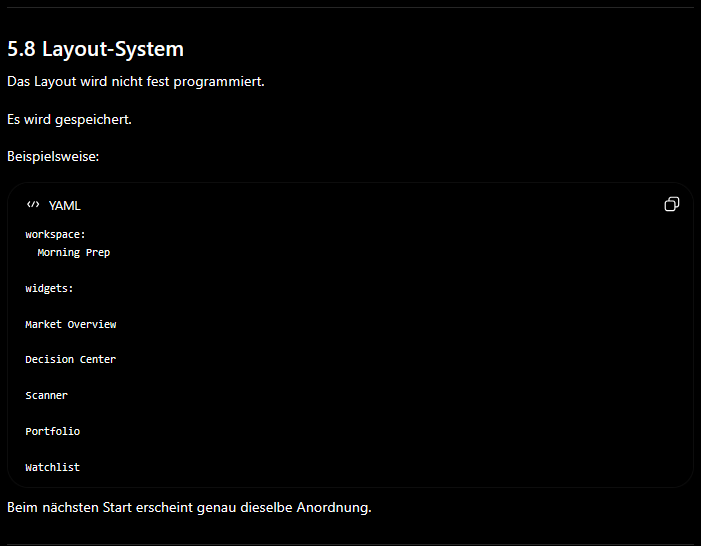 5.8 Layout-System
Das Layout wird nicht fest programmiert.
Es wird gespeichert.
Beispielsweise:
YAML
workspace:
  Morning Prep
widgets:
Market Overview
Decision Center
Scanner
Portfolio
Watchlist
Beim nächsten Start erscheint genau dieselbe Anordnung.